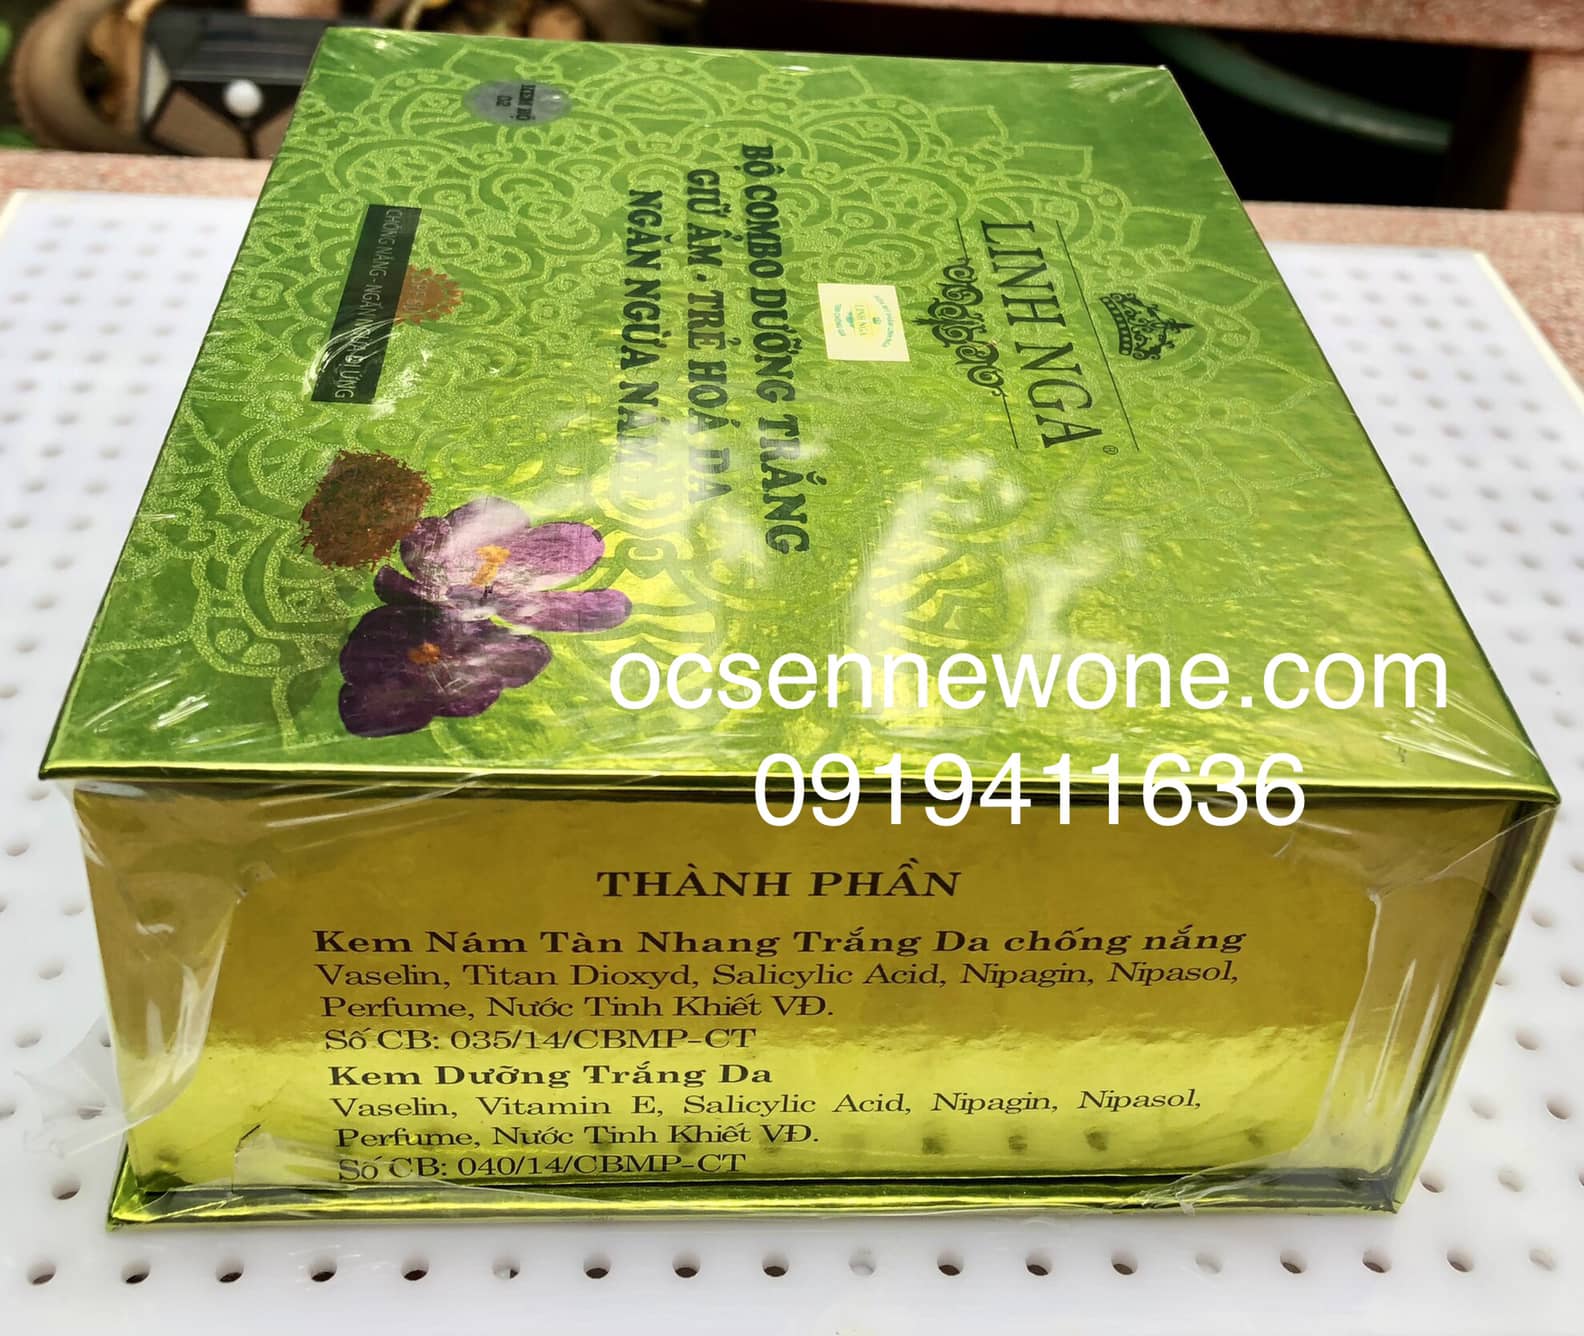 LINH NGA
®
BỘ COMBO DƯỠNG TRẮNG
GIỮ ẨM - TRẺ HOÁ DA
NGĂN NGỪA NÁM
LINH NGA
02
ocsennewone.com
0919411636
THÀNH PHẦN
Kem Nám Tàn Nhang Trắng Da chống nắng
Vaselin, Titan Dioxyd, Salicylic Acid, Nipagin, Nipasol,
Perfume, Nước Tinh Khiết VĐ.
Số CB: 035/14/CBMP-CT
Kem Dưỡng Trắng Da
Vaselin, Vitamin E, Salicylic Acid, Nipagin, Nipasol,
Perfume, Nước Tinh Khiết VĐ.
Số CB: 040/14/CBMP-CT